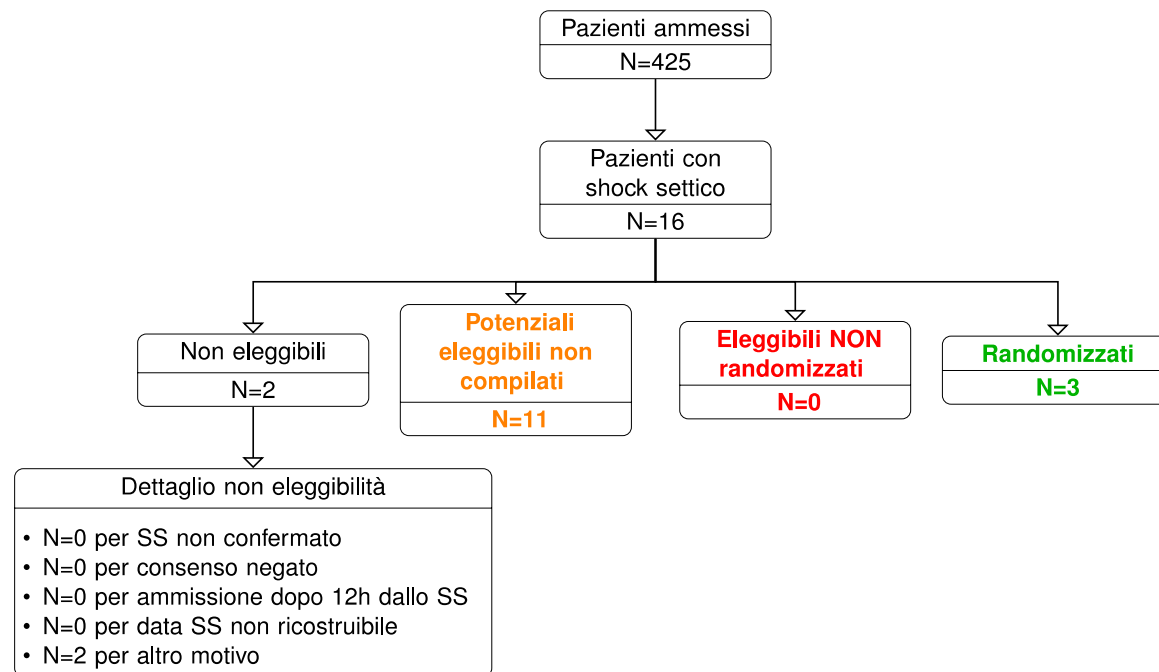 Pazienti ammessi
N=425
Pazienti con
shock settico
N=16
Non eleggibili
N=2
Potenziali
eleggibili non
compilati
N=11
Eleggibili NON
randomizzati
N=0
Randomizzati
N=3
Dettaglio non eleggibilità
• N=0 per SS non confermato
• N=0 per consenso negato
• N=0 per ammissione dopo 12h dallo SS
• N=0 per data SS non ricostruibile
• N=2 per altro motivo